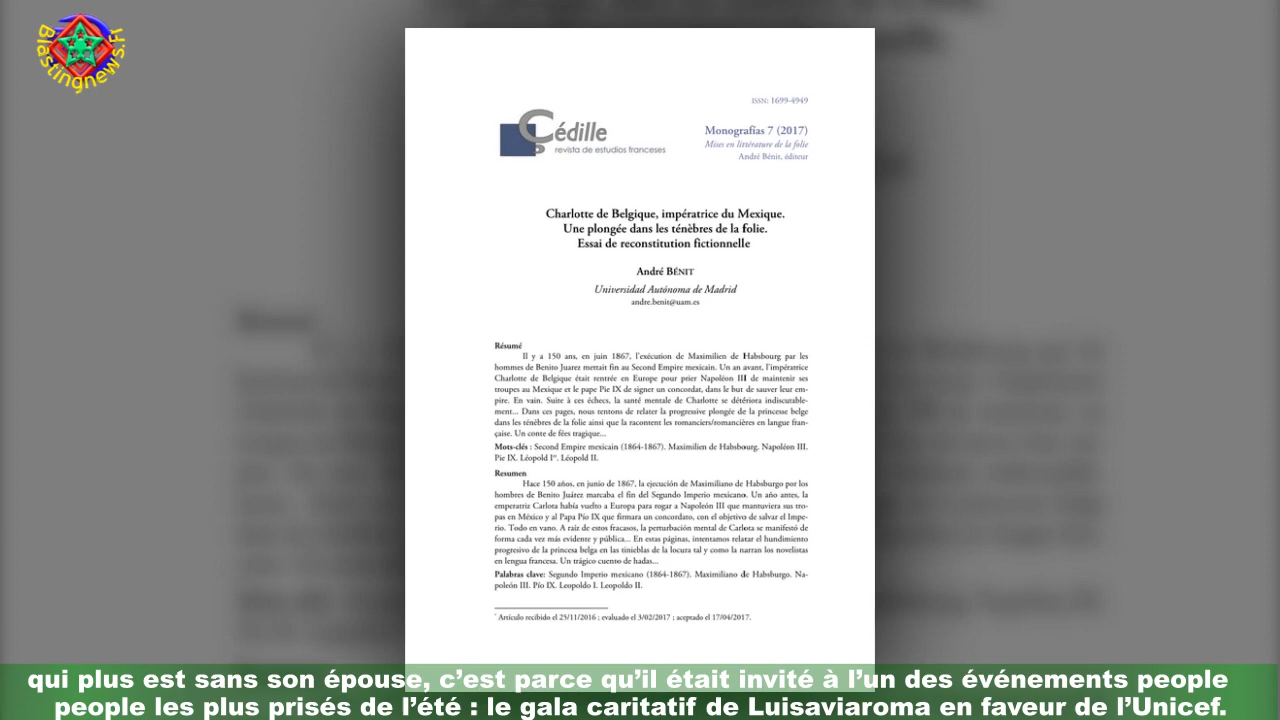 Blastingnews.Fr
ISSN: 1699-4949
Çédille
revista de estudios franceses
Monografías 7 (2017)
Mises en littérature de la folie
André Bénit, éditeur
Charlotte de Belgique, impératrice du Mexique.
Une plongée dans les ténèbres de la folie.
Essai de reconstitution fictionnelle
André BÉNIT
Universidad Autónoma de Madrid
andre.benit@uam.es
Résumé
Il y a 150 ans, en juin 1867, l'exécution de Maximilien de Habsbourg par les
hommes de Benito Juarez mettait fin au Second Empire mexicain. Un an avant, l'impératrice
Charlotte de Belgique était rentrée en Europe pour prier Napoléon III de maintenir ses
troupes au Mexique et le pape Pie IX de signer un concordat, dans le but de sauver leur em-
pire. En vain. Suite à ces échecs, la santé mentale de Charlotte se détériora indiscutable-
ment... Dans ces pages, nous tentons de relater la progressive plongée de la princesse belge
dans les ténèbres de la folie ainsi que la racontent les romanciers/romancières en langue fran-
çaise. Un conte de fées tragique...
Mots-clés : Second Empire mexicain (1864-1867). Maximilien de Habsbourg. Napoléon III.
Pie IX. Léopold Iᵉʳ. Léopold II.
Resumen
Hace 150 años, en junio de 1867, la ejecución de Maximiliano de Habsburgo por los
hombres de Benito Juárez marcaba el fin del Segundo Imperio mexicano. Un año antes, la
emperatriz Carlota había vuelto a Europa para rogar a Napoleón III que mantuviera sus tro-
pas en México y al Papa Pío IX que firmara un concordato, con el objetivo de salvar el Impe-
rio. Todo en vano. A raíz de estos fracasos, la perturbación mental de Carlota se manifestó de
forma cada vez más evidente y pública... En estas páginas, intentamos relatar el hundimiento
progresivo de la princesa belga en las tinieblas de la locura tal y como la narran los novelistas
en lengua francesa. Un trágico cuento de hadas...
Palabras clave: Segundo Imperio mexicano (1864-1867). Maximiliano de Habsburgo. Na-
poleón III. Pío IX. Leopoldo I. Leopoldo II.
* Artículo recibido el 25/11/2016 ; evaluado el 3/02/2017 ; aceptado el 17/04/2017.
qui plus est sans son épouse, c’est parce qu’il était invité à l’un des événements people
people les plus prisés de l’été : le gala caritatif de Luisaviaroma en faveur de l’Unicef.